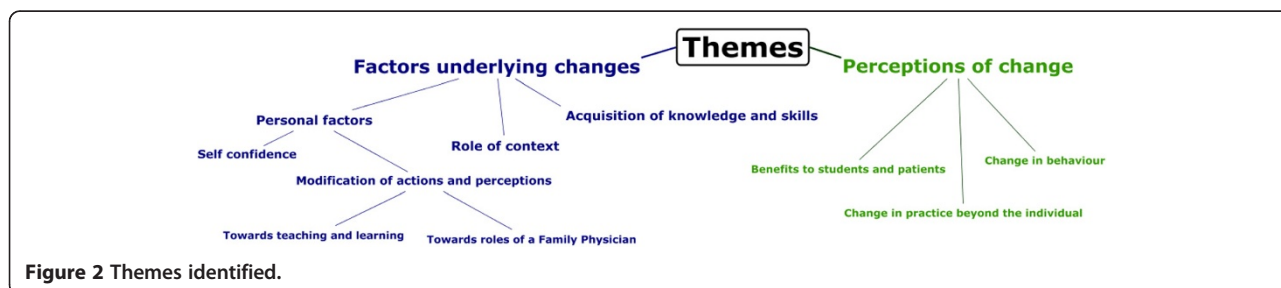 Themes
Factors underlying changes
Perceptions of change
Acquisition of knowledge and skills
Personal factors
Role of context
Self confidence
Change in behaviour
Benefits to students and patients
Modification of actions and perceptions
Change in practice beyond the individual
Towards teaching and learning
Towards roles of a Family Physician
Figure 2 Themes identified.